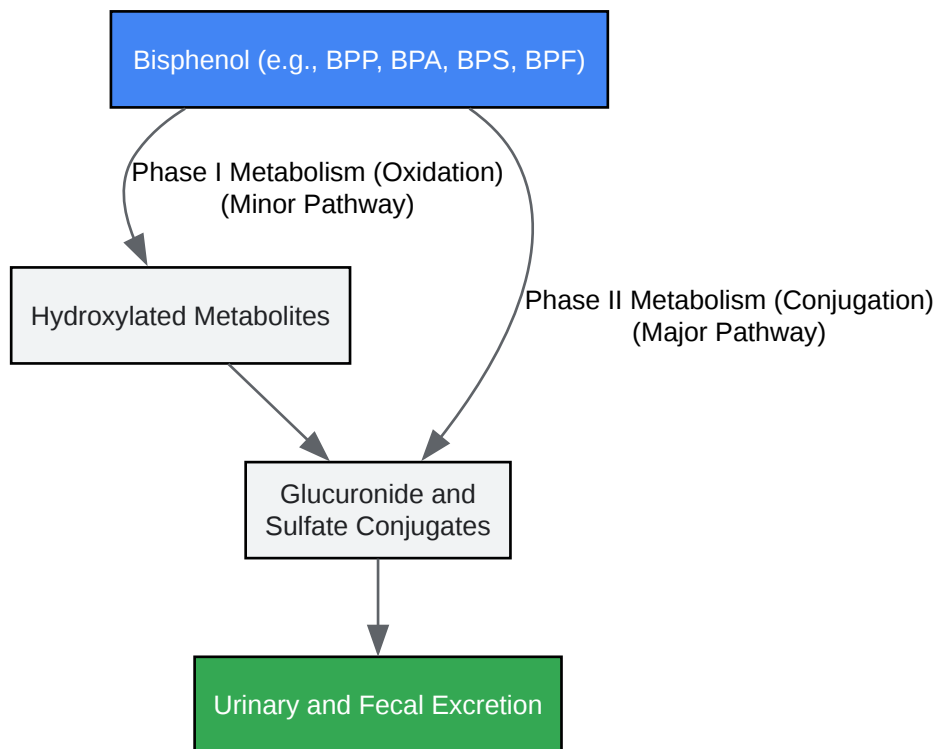 Bisphenol (e.g., BPP, BPA, BPS, BPF)
Phase I Metabolism (Oxidation)
(Minor Pathway)
Hydroxylated Metabolites
Phase II Metabolism (Conjugation)
(Major Pathway)
Glucuronide and
Sulfate Conjugates
Urinary and Fecal Excretion